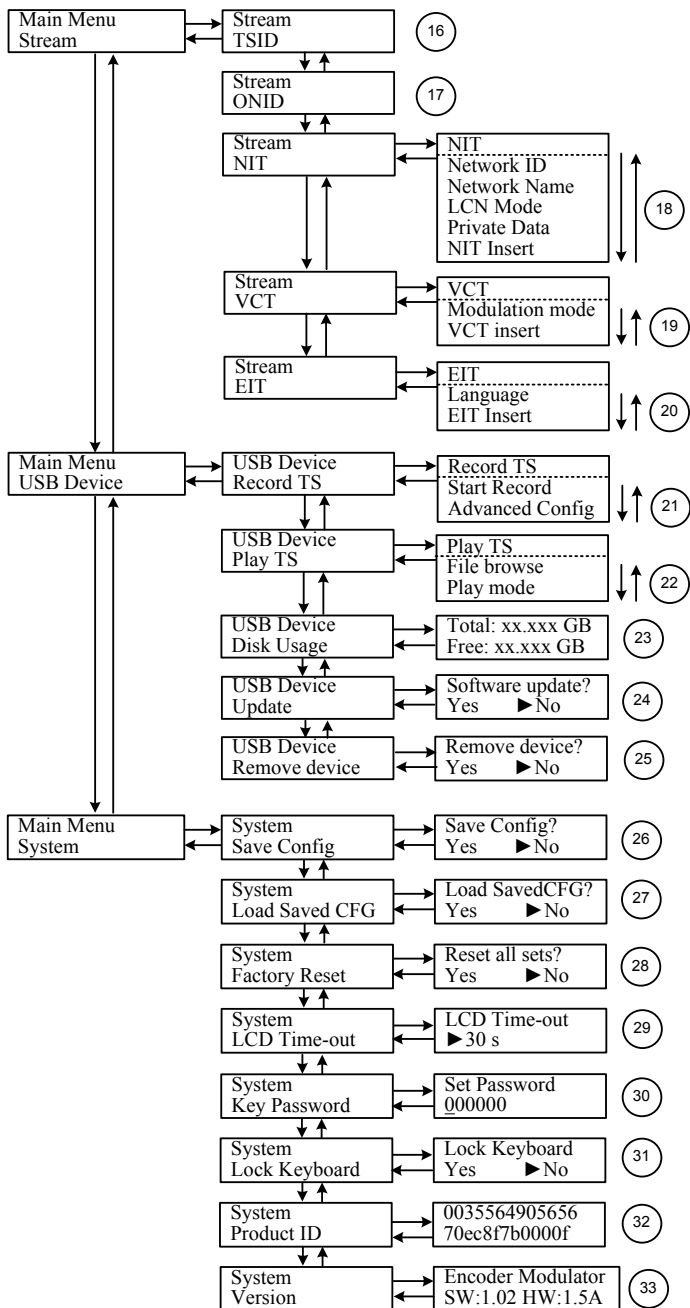 Main Menu
Stream
Stream
TSID
16
Stream
ONID
17
Stream
NIT
NIT
Network ID
Network Name
LCN Mode
Private Data
NIT Insert
18
Stream
VCT
VCT
Modulation mode
VCT insert
19
Stream
EIT
EIT
Language
EIT Insert
20
Main Menu
USB Device
USB Device
Record TS
Record TS
Start Record
Advanced Config
21
USB Device
Play TS
Play TS
File browse
Play mode
22
USB Device
Disk Usage
Total: xx.xxx GB
Free: xx.xxx GB
23
USB Device
Update
Software update?
Yes ►No
24
USB Device
Remove device
Remove device?
Yes ►No
25
Main Menu
System
System
Save Config
Save Config?
Yes ►No
26
System
Load Saved CFG
Load SavedCFG?
Yes ►No
27
System
Factory Reset
Reset all sets?
Yes ►No
28
System
LCD Time-out
LCD Time-out
►30 s
29
System
Key Password
Set Password
000000
30
System
Lock Keyboard
Lock Keyboard
Yes ►No
31
System
Product ID
0035564905656
70ec8f7b0000f
32
System
Version
Encoder Modulator
SW:1.02 HW:1.5A
33